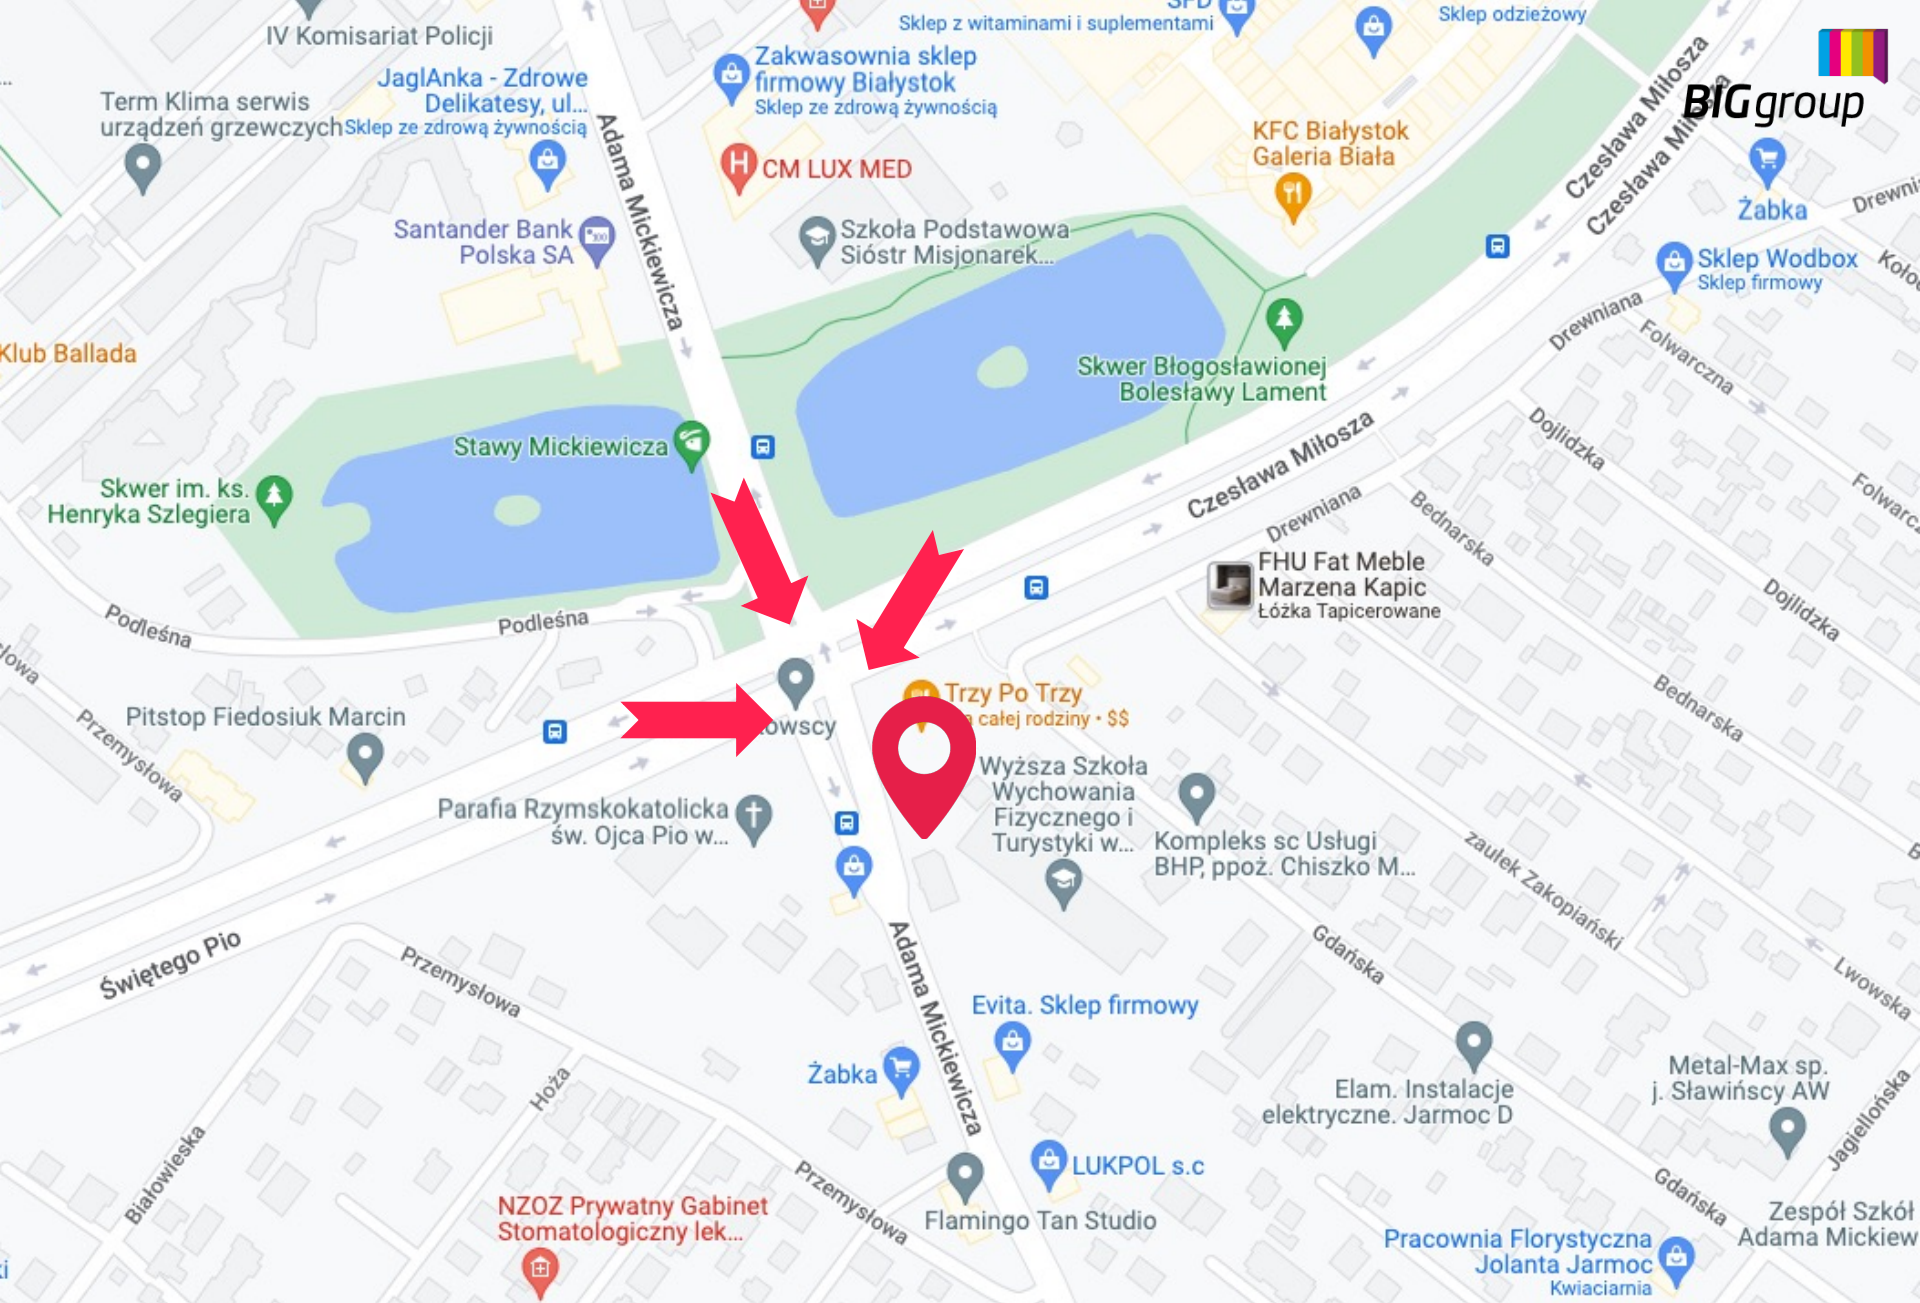 SFD
Sklep z witaminami i suplementami
Sklep odzieżowy
IV Komisariat Policji
JaglAnka - Zdrowe
Delikatesy, ul...
Sklep ze zdrową żywnością
Term Klima serwis
urządzeń grzewczych
Zakwasownia sklep
firmowy Białystok
Sklep ze zdrową żywnością
CM LUX MED
KFC Białystok
Galeria Biała
Czesława Miłosza
Czesława Miłosza
BIGgroup
Żabka
Drewni
Koło
Sklep Wodbox
Sklep firmowy
Adama Mickiewicza
Santander Bank
Polska SA
Szkoła Podstawowa
Sióstr Misjonarek...
Drewniana
Folwarczna
Klub Ballada
Skwer Błogosławionej
Bolesławy Lament
Stawy Mickiewicza
Skwer im. ks.
Henryka Szlegiera
Czesława Miłosza
Dojlidzka
Folwarc
Drewniana
Bednarska
FHU Fat Meble
Marzena Kapic
Łóżka Tapicerowane
Dojlidzka
Podleśna
Podleśna
Przemysłowa
Pitstop Fiedosiuk Marcin
Trzy Po Trzy
całej rodziny • $$
owscy
Bednarska
Wyższa Szkoła
Wychowania
Fizycznego i
Turystyki w...
Kompleks sc Usługi
BHP, ppoż. Chiszko M...
Parafia Rzymskokatolicka
św. Ojca Pio w...
zaułek Zakopiański
Świętego Pio
Przemysłowa
Adama Mickiewicza
Gdańska
Lwowska
Evita. Sklep firmowy
Żabka
Hoża
Elam. Instalacje
elektryczne. Jarmoc D
Metal-Max sp.
j. Sławińscy AW
Jagiellońska
Białowieska
LUKPOL s.c
Przemysłowa
Flamingo Tan Studio
NZOZ Prywatny Gabinet
Stomatologiczny lek...
Gdańska
Zespół Szkół
Adama Mickiew
Pracownia Florystyczna
Jolanta Jarmoc
Kwiaciarnia